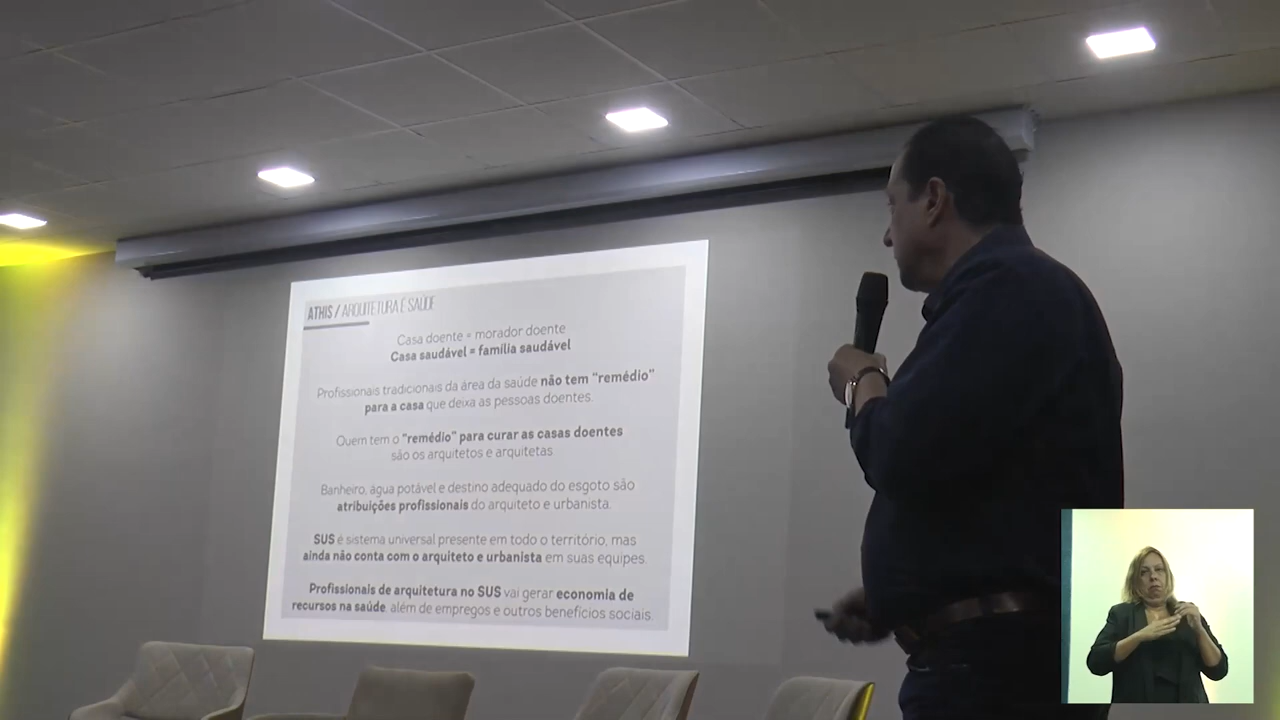 ATHIS / ARQUITETURA É SAÚDE
Casa doente = morador doente
Casa saudável = família saudável
Profissionais tradicionais da área da saúde não tem “remédio”
para a casa que deixa as pessoas doentes.
Quem tem o “remédio” para curar as casas doentes
são os arquitetos e arquitetas.
Banheiro, água potável e destino adequado do esgoto são
atribuições profissionais do arquiteto e urbanista.
SUS é sistema universal presente em todo o território, mas
ainda não conta com o arquiteto e urbanista em suas equipes.
Profissionais de arquitetura no SUS vai gerar economia de
recursos na saúde, além de empregos e outros benefícios sociais.